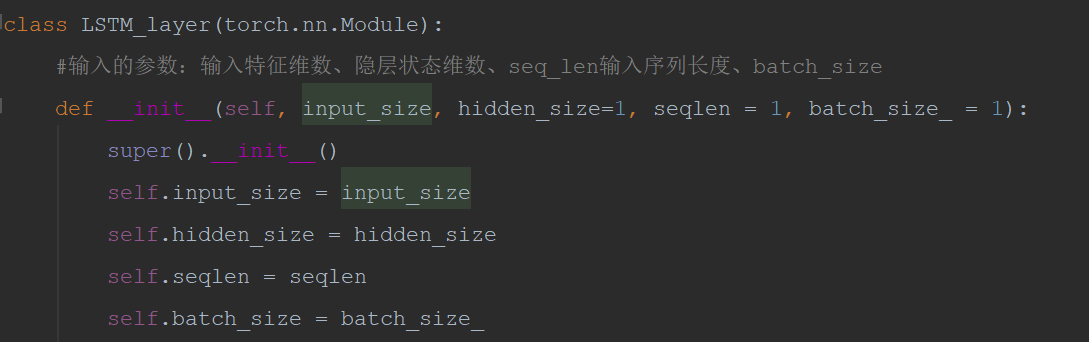 class LSTM_layer(torch.nn.Module):
#输入的参数：输入特征维数、隐层状态维数、seq_len输入序列长度、batch_size
def __init__(self, input_size, hidden_size=1, seqlen = 1, batch_size_ = 1):
super().__init__()
self.input_size = input_size
self.hidden_size = hidden_size
self.seqlen = seqlen
self.batch_size = batch_size_